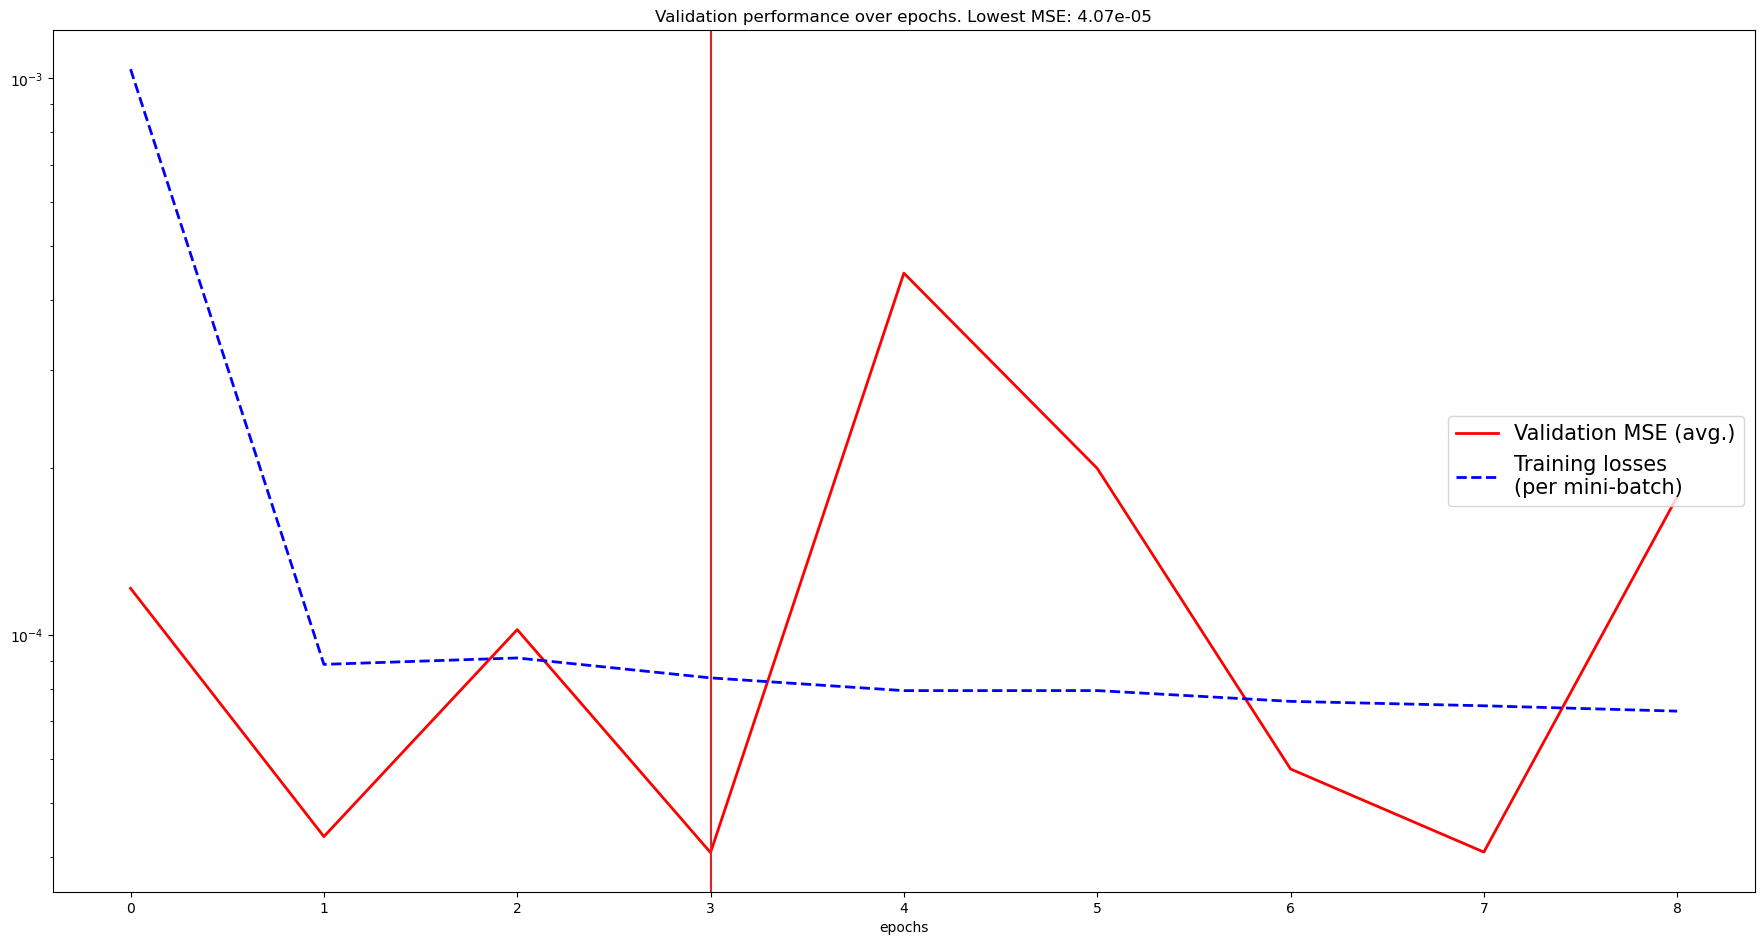 Validation performance over epochs. Lowest MSE: 4.07e-05
10⁻³
10⁻⁴
Validation MSE (avg.)
Training losses
(per mini-batch)
0 1 2 3 4 5 6 7 8
epochs